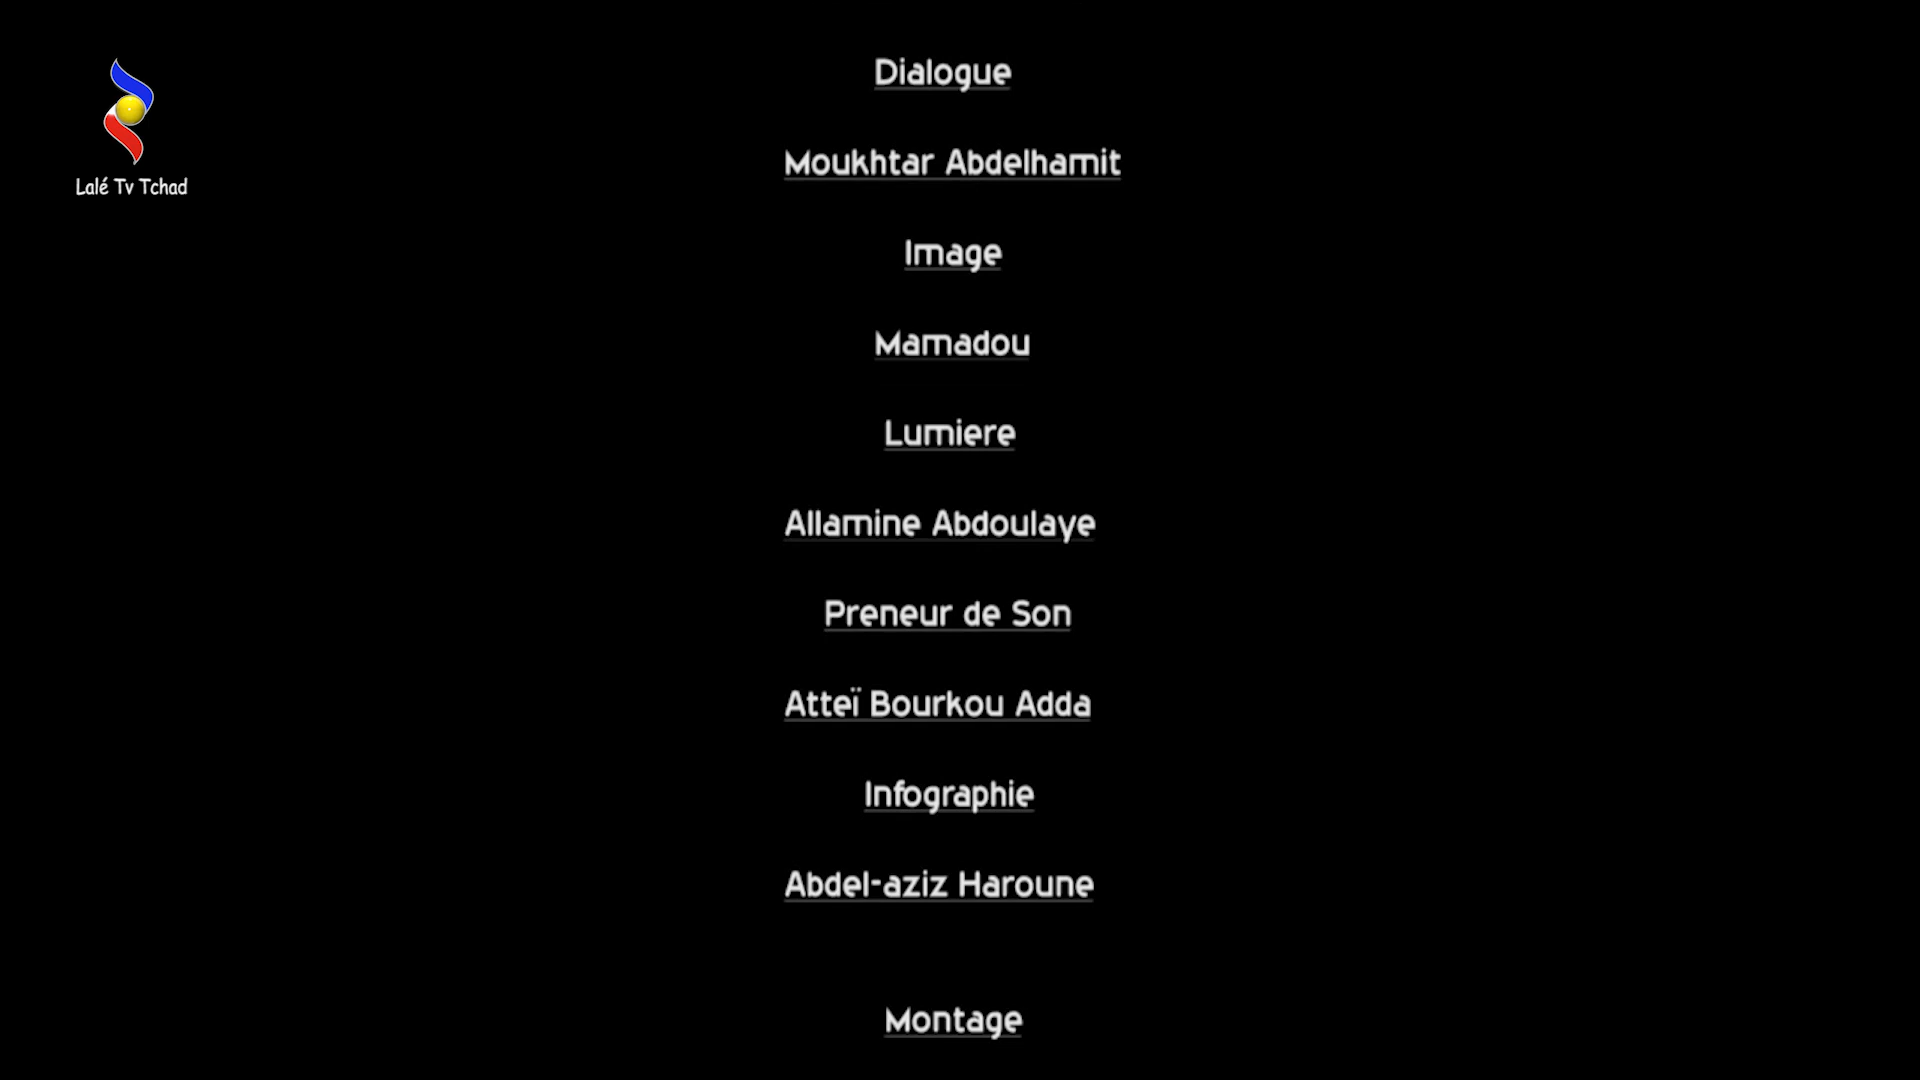 Dialogue
Moukhtar Abdelhamit
Image
Mamadou
Lumiere
Allamine Abdoulaye
Preneur de Son
Atteï Bourkou Adda
Infographie
Abdel-aziz Haroune
Montage
Lalé Tv Tchad